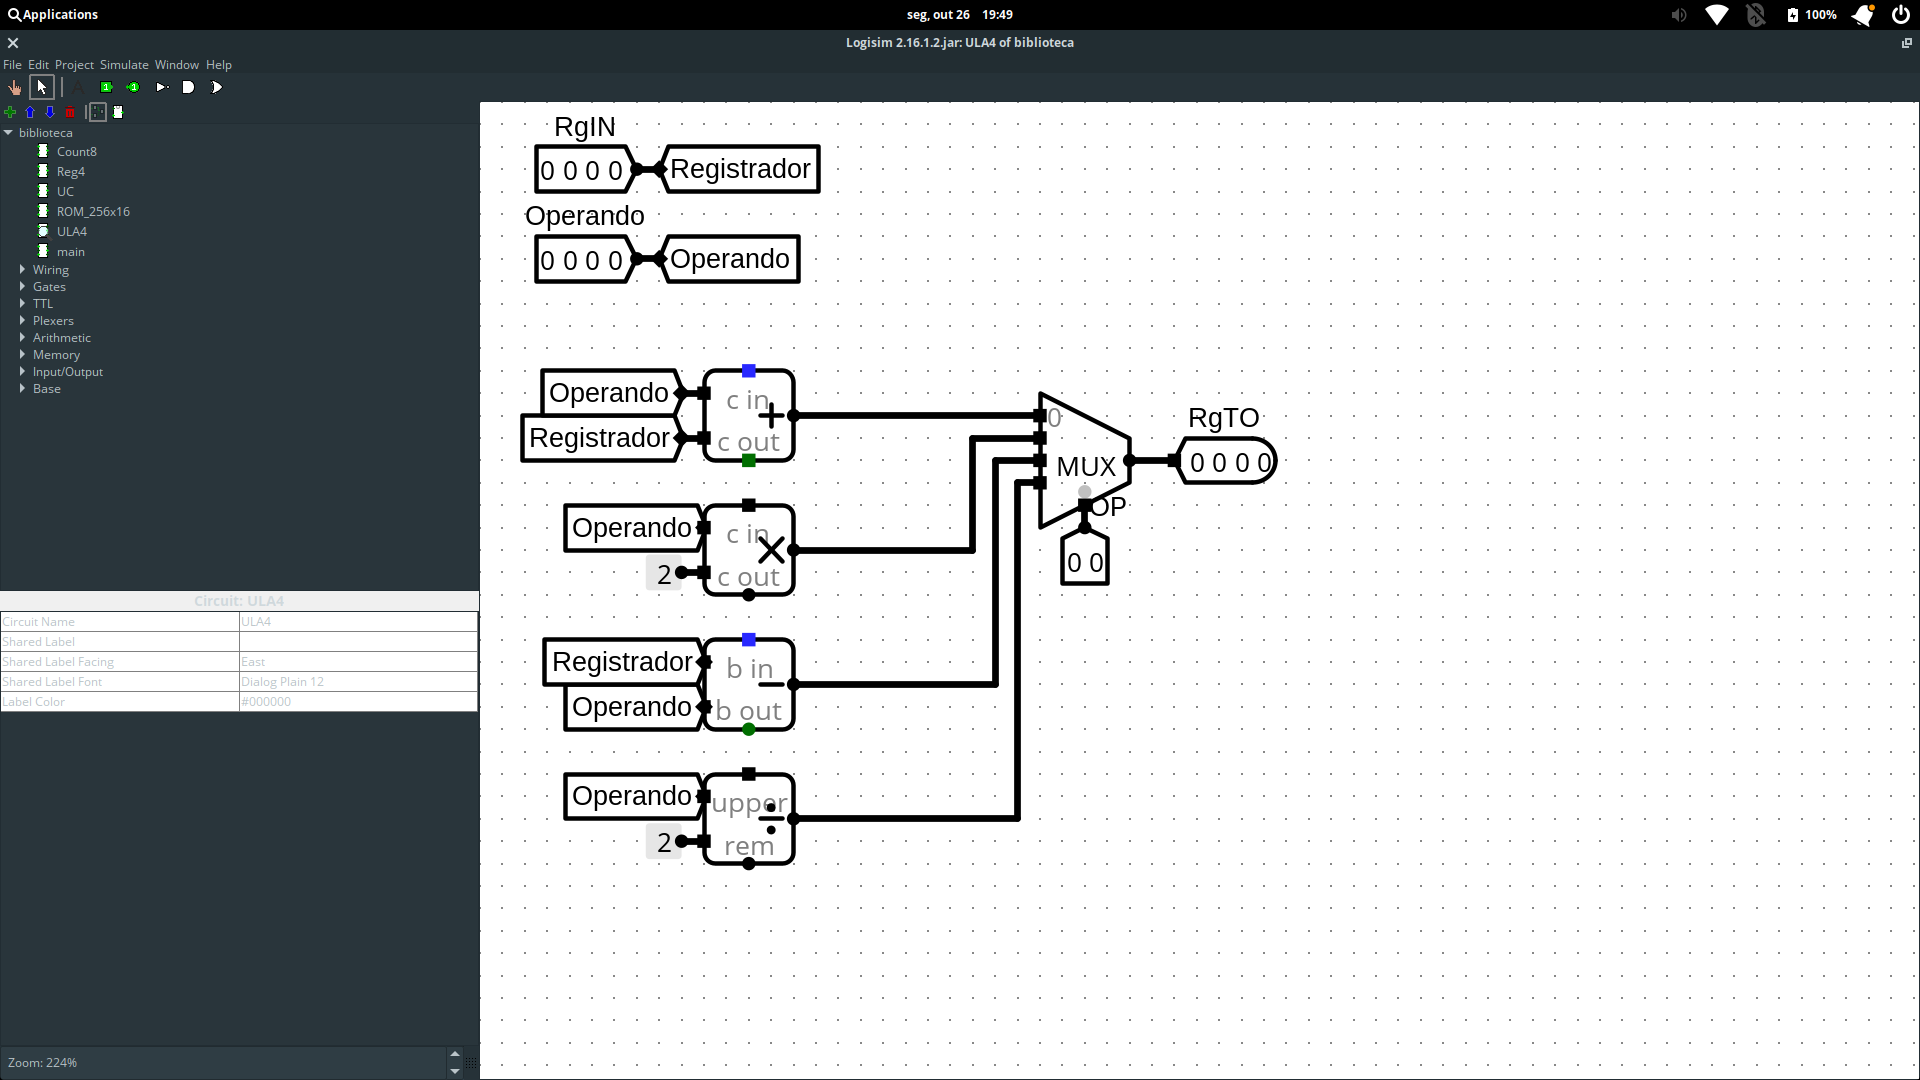 Applications
seg, out 26 19:49
100%
Logisim 2.16.1.2.jar: ULA4 of biblioteca
File Edit Project Simulate Window Help
biblioteca
Count8
Reg4
UC
ROM_256x16
ULA4
main
Wiring
Gates
TTL
Plexers
Arithmetic
Memory
Input/Output
Base
Circuit: ULA4
Circuit Name ULA4
Shared Label
Shared Label Facing East
Shared Label Font Dialog Plain 12
Label Color #000000
Zoom: 224%
RgIN
0 0 0 0 Registrador
Operando
0 0 0 0 Operando
Operando
Registrador
c in
+
c out
Operando
2
c in
×
c out
Registrador
Operando
b in
−
b out
Operando
2
upper
÷
rem
0
MUX
OP
0 0
RgTO
0 0 0 0